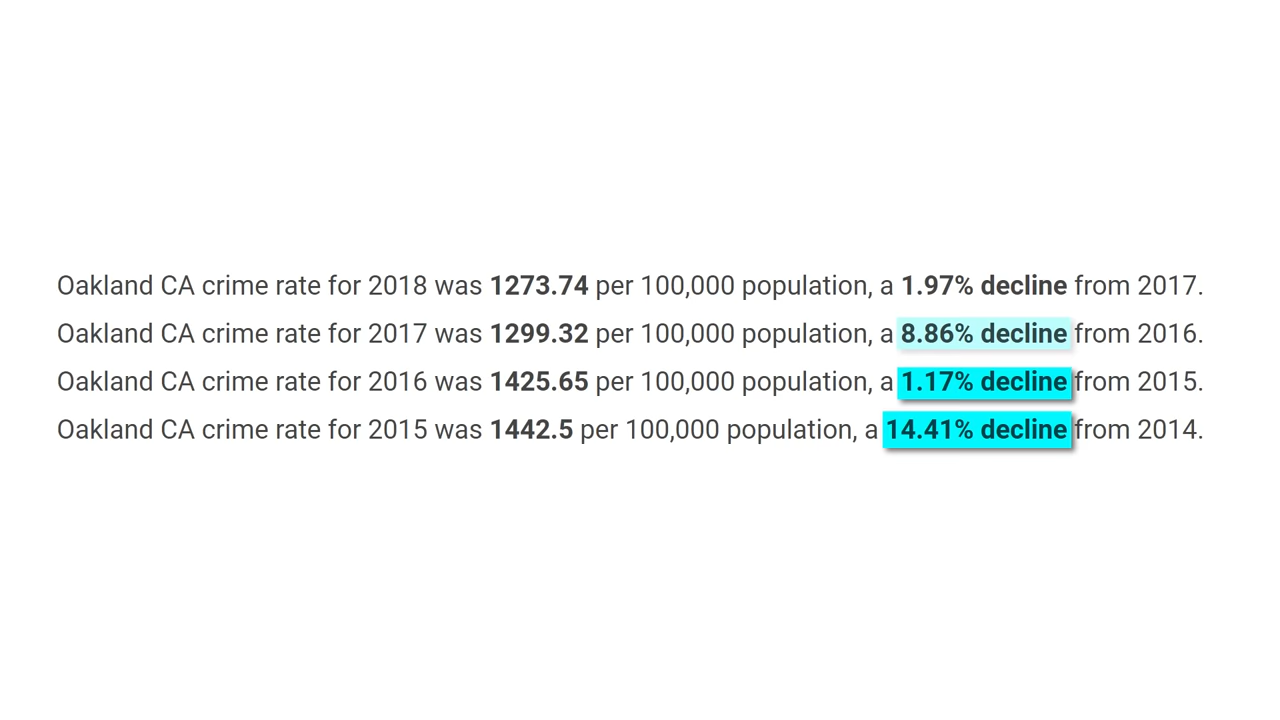 Oakland CA crime rate for 2018 was 1273.74 per 100,000 population, a 1.97% decline from 2017.
Oakland CA crime rate for 2017 was 1299.32 per 100,000 population, a 8.86% decline from 2016.
Oakland CA crime rate for 2016 was 1425.65 per 100,000 population, a 1.17% decline from 2015.
Oakland CA crime rate for 2015 was 1442.5 per 100,000 population, a 14.41% decline from 2014.